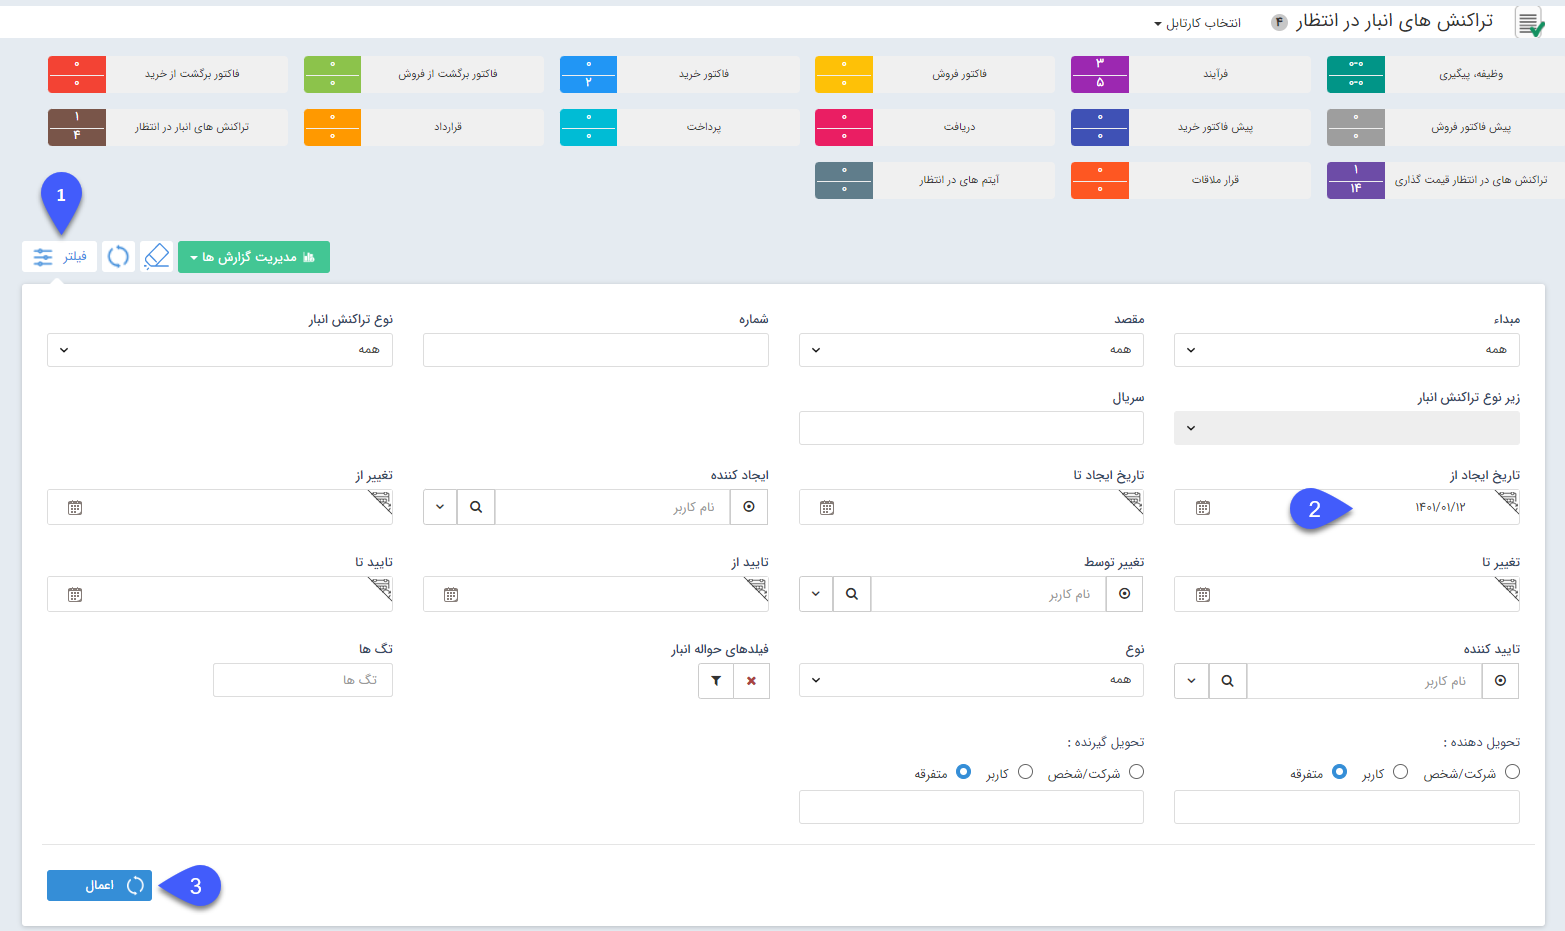 تراکنش های انبار در انتظار ۴ انتخاب کارتابل
وظیفه، پیگیری ۰-۰ ۰-۰
فرآیند ۳ ۵
فاکتور فروش ۰ ۰
فاکتور خرید ۰ ۲
فاکتور برگشت از فروش ۰ ۰
فاکتور برگشت از خرید ۰ ۰
پیش فاکتور فروش ۰ ۰
پیش فاکتور خرید ۰ ۰
دریافت ۰ ۰
پرداخت ۰ ۰
قرارداد ۰ ۰
تراکنش های انبار در انتظار ۱ ۴
تراکنش های در انتظار قیمت گذاری ۱ ۱۴
قرار ملاقات ۰ ۰
آیتم های در انتظار ۰ ۰
1
مدیریت گزارش ها
فیلتر
مبداء مقصد شماره نوع تراکنش انبار
همه همه همه
زیر نوع تراکنش انبار سریال
تاریخ ایجاد از تاریخ ایجاد تا ایجاد کننده تغییر از
۱۴۰۱/۰۱/۱۲ 2 نام کاربر
تغییر تا تغییر توسط تایید از تایید تا
نام کاربر
تایید کننده نوع فیلدهای حواله انبار تگ ها
نام کاربر همه تگ ها
تحویل دهنده : تحویل گیرنده :
شرکت/شخص کاربر متفرقه شرکت/شخص کاربر متفرقه
3 اعمال